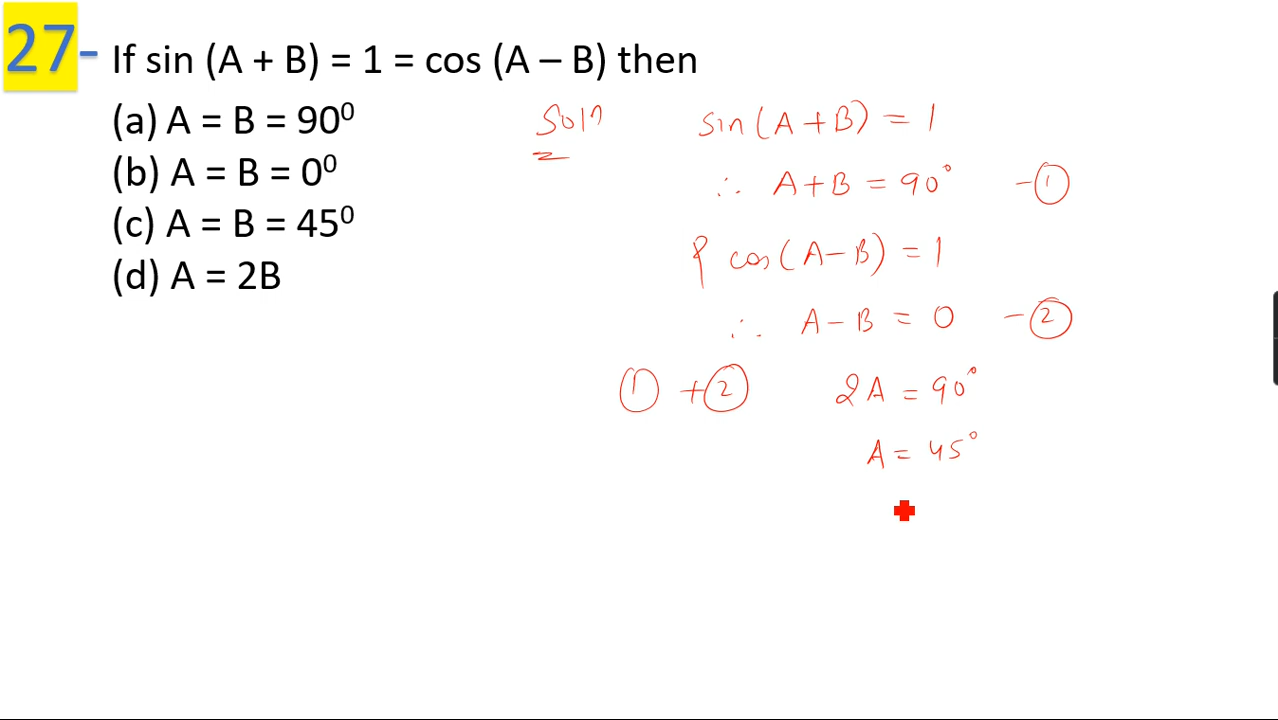 27- If sin (A + B) = 1 = cos (A – B) then
(a) A = B = 90⁰
(b) A = B = 0⁰
(c) A = B = 45⁰
(d) A = 2B
Soln sin(A+B) = 1
∴ A+B = 90° -①
& cos(A-B) = 1
∴ A-B = 0 -②
① + ② 2A = 90°
A = 45°